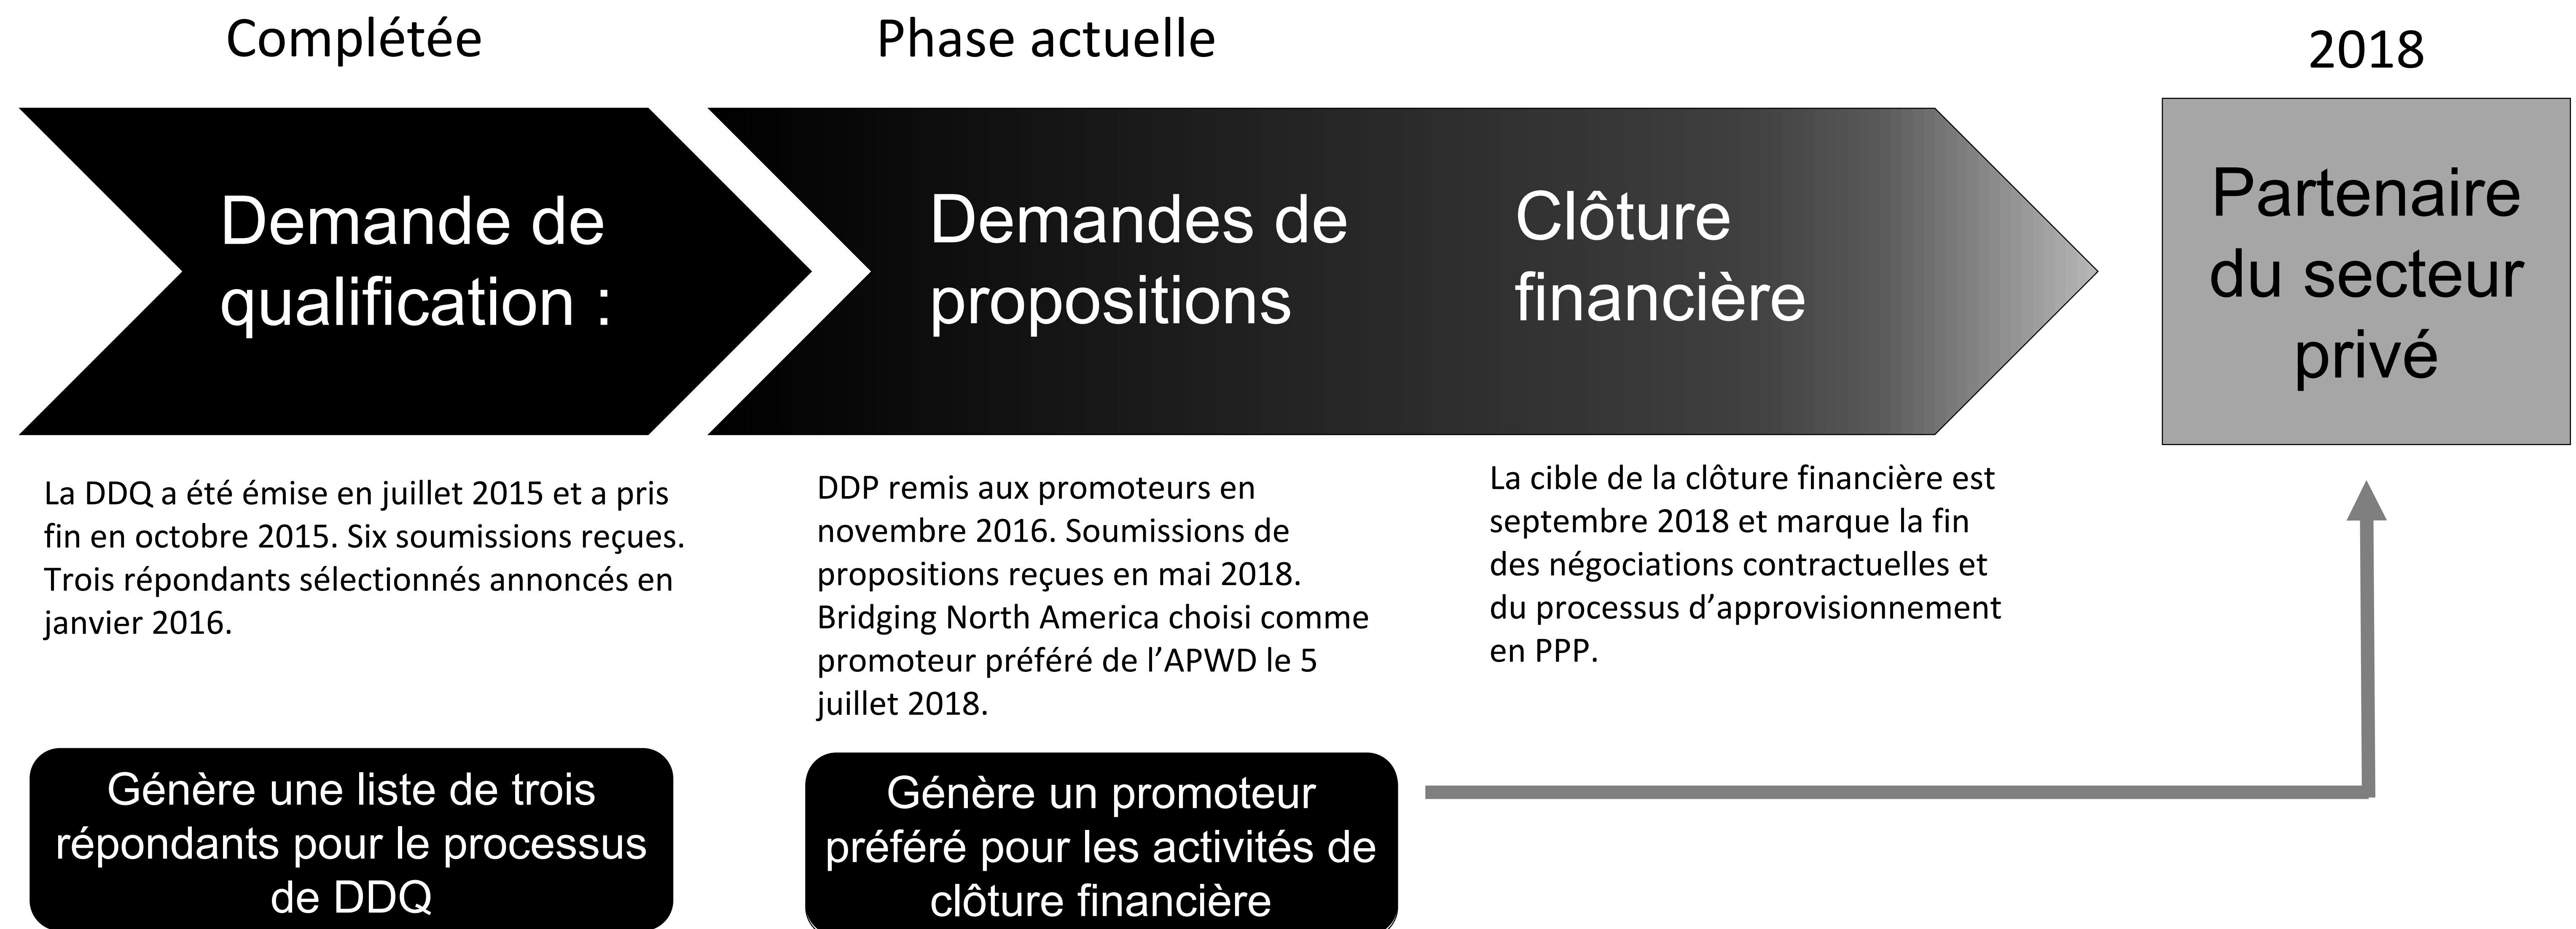 Complétée
Phase actuelle
2018
Demande de
qualification :
Demandes de
propositions
Clôture
financière
Partenaire
du secteur
privé
La DDQ a été émise en juillet 2015 et a pris
fin en octobre 2015. Six soumissions reçues.
Trois répondants sélectionnés annoncés en
janvier 2016.
DDP remis aux promoteurs en
novembre 2016. Soumissions de
propositions reçues en mai 2018.
Bridging North America choisi comme
promoteur préféré de l’APWD le 5
juillet 2018.
La cible de la clôture financière est
septembre 2018 et marque la fin
des négociations contractuelles et
du processus d’approvisionnement
en PPP.
Génère une liste de trois
répondants pour le processus
de DDQ
Génère un promoteur
préféré pour les activités de
clôture financière